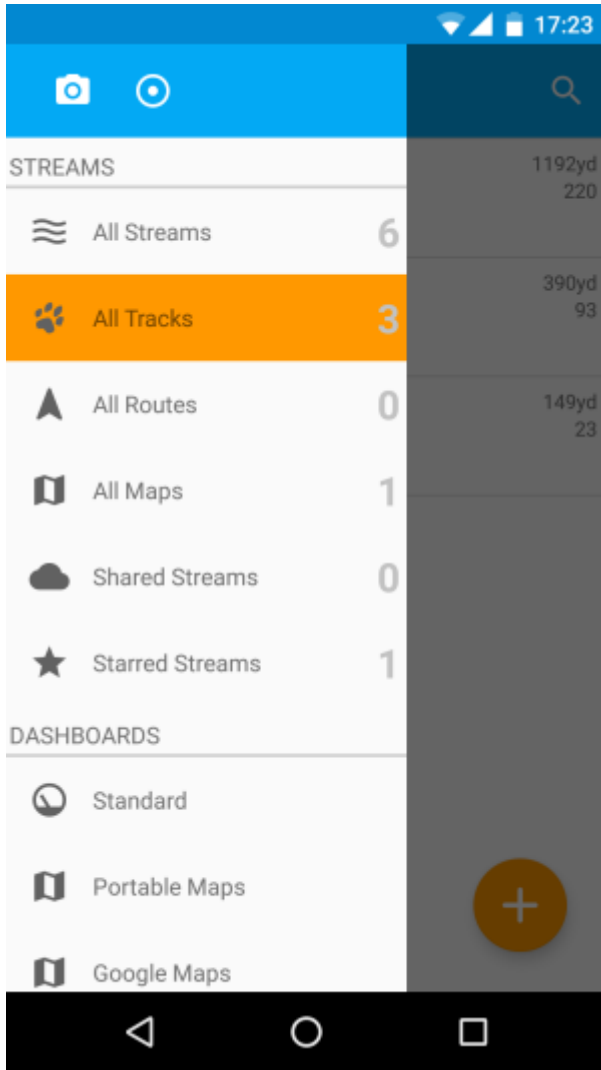 17:23
STREAMS
All Streams 6
All Tracks 3
All Routes 0
All Maps 1
Shared Streams 0
Starred Streams 1
DASHBOARDS
Standard
Portable Maps
Google Maps
1192yd
220
390yd
93
149yd
23